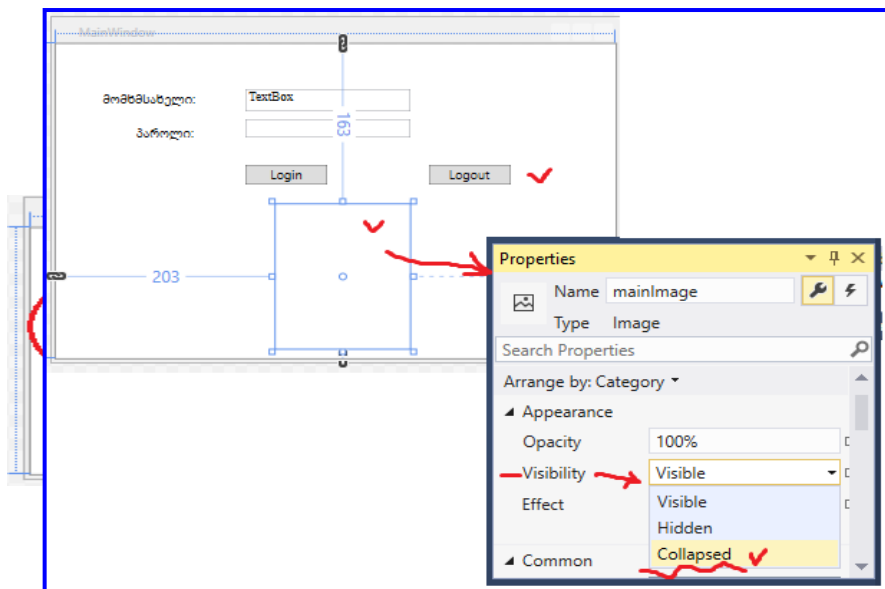 MainWindow
მომხმსახელი:
TextBox
პაროლი:
163
Login
Logout
203
Properties
Name mainImage
Type Image
Search Properties
Arrange by: Category
Appearance
Opacity 100%
Visibility Visible
Effect Visible
Hidden
Collapsed
Common